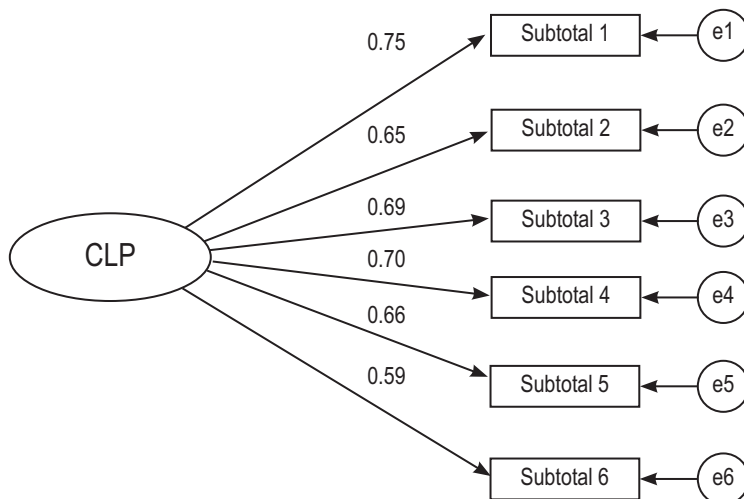 0.75
Subtotal 1
e1
0.65
Subtotal 2
e2
0.69
Subtotal 3
e3
CLP
0.70
Subtotal 4
e4
0.66
Subtotal 5
e5
0.59
Subtotal 6
e6